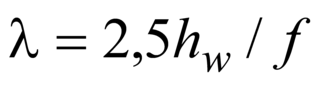 λ = 2,5h_w / f